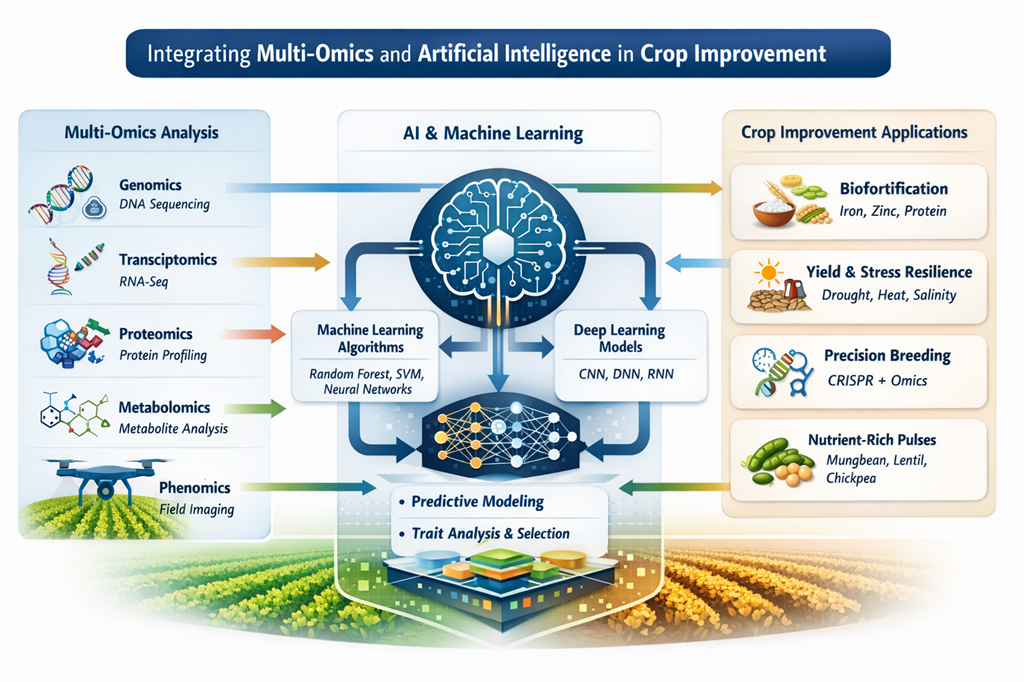 Integrating Multi-Omics and Artificial Intelligence in Crop Improvement
Multi-Omics Analysis
Genomics
DNA Sequencing
Transciptomics
RNA-Seq
Proteomics
Protein Profiling
Metabolomics
Metabolite Analysis
Phenomics
Field Imaging
AI & Machine Learning
Machine Learning
Algorithms
Random Forest, SVM,
Neural Networks
Deep Learning
Models
CNN, DNN, RNN
• Predictive Modeling
• Trait Analysis & Selection
Crop Improvement Applications
Biofortification
Iron, Zinc, Protein
Yield & Stress Resilience
Drought, Heat, Salinity
Precision Breeding
CRISPR + Omics
Nutrient-Rich Pulses
Mungbean, Lentil,
Chickpea